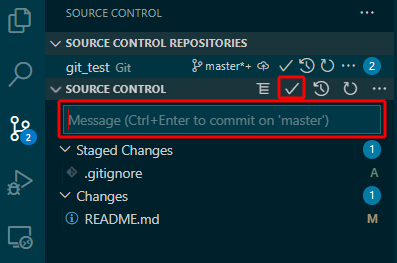 SOURCE CONTROL
SOURCE CONTROL REPOSITORIES
git_test Git master*+ 2
SOURCE CONTROL
Message (Ctrl+Enter to commit on 'master')
Staged Changes 1
.gitignore A
Changes 1
2
README.md M